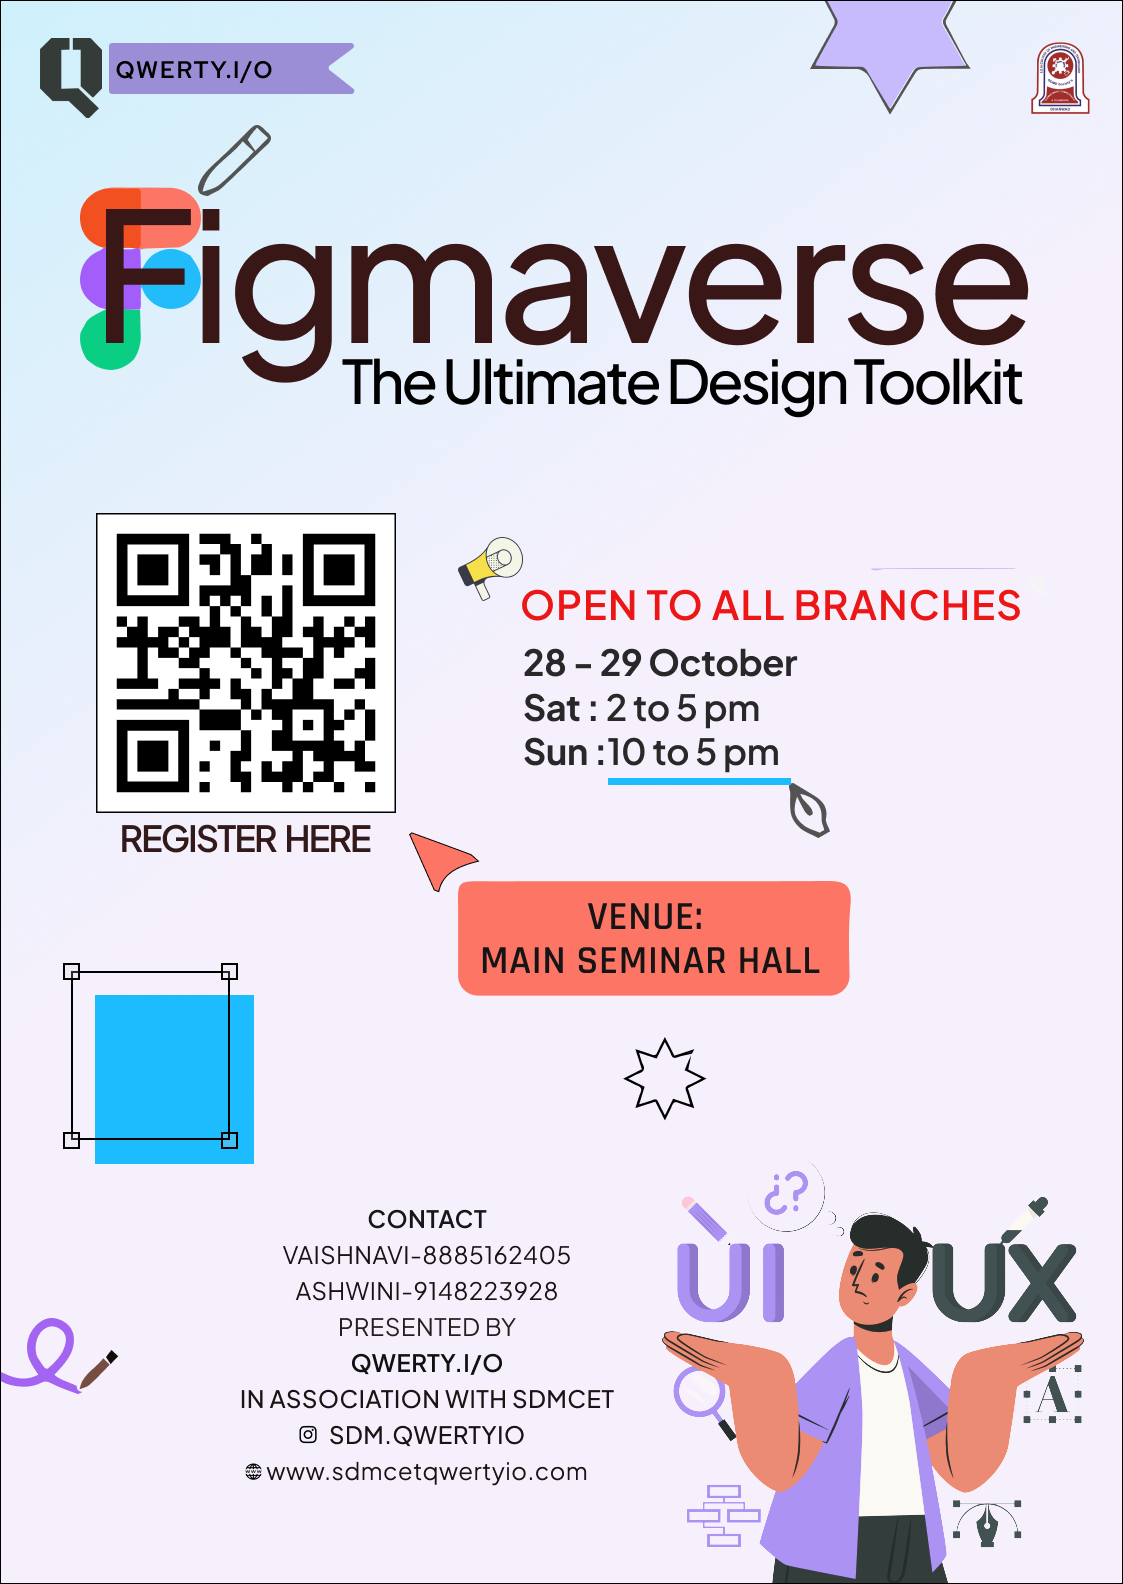 QWERTY.I/O
Figmaverse
The Ultimate Design Toolkit
OPEN TO ALL BRANCHES
28 - 29 October
Sat : 2 to 5 pm
Sun :10 to 5 pm
REGISTER HERE
VENUE:
MAIN SEMINAR HALL
¿?
UI UX
A
CONTACT
VAISHNAVI-8885162405
ASHWINI-9148223928
PRESENTED BY
QWERTY.I/O
IN ASSOCIATION WITH SDMCET
SDM.QWERTYIO
www.sdmcetqwertyio.com
DHARWAD